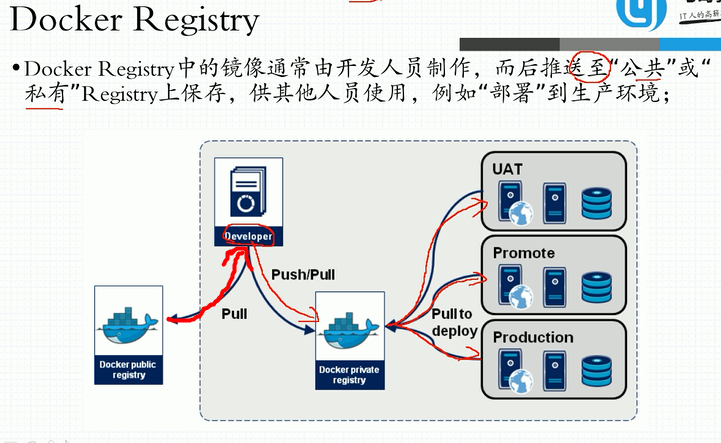 Docker Registry
IT人的高薪
•Docker Registry中的镜像通常由开发人员制作，而后推送至“公共”或“
私有”Registry上保存，供其他人员使用，例如“部署”到生产环境；
Developer
Push/Pull
Pull
Docker public
registry
Docker private
registry
Pull to
deploy
UAT
Promote
Production